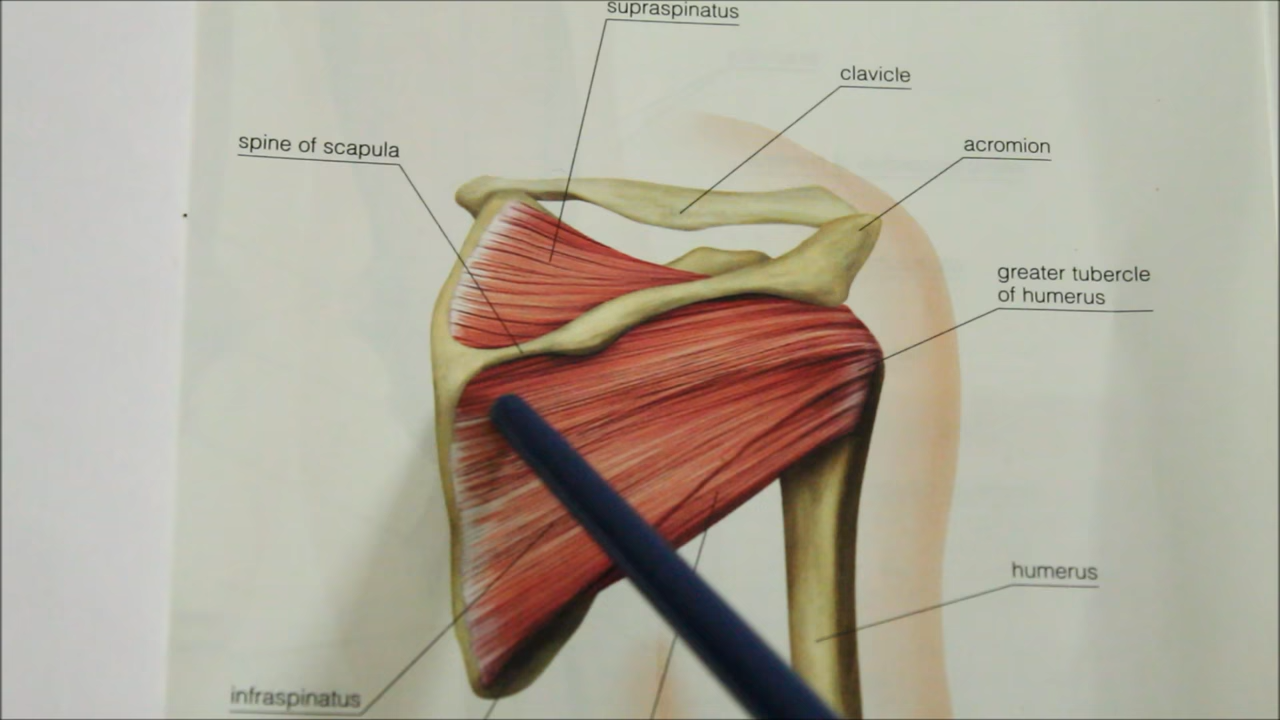 supraspinatus
clavicle
spine of scapula
acromion
greater tubercle
of humerus
humerus
infraspinatus